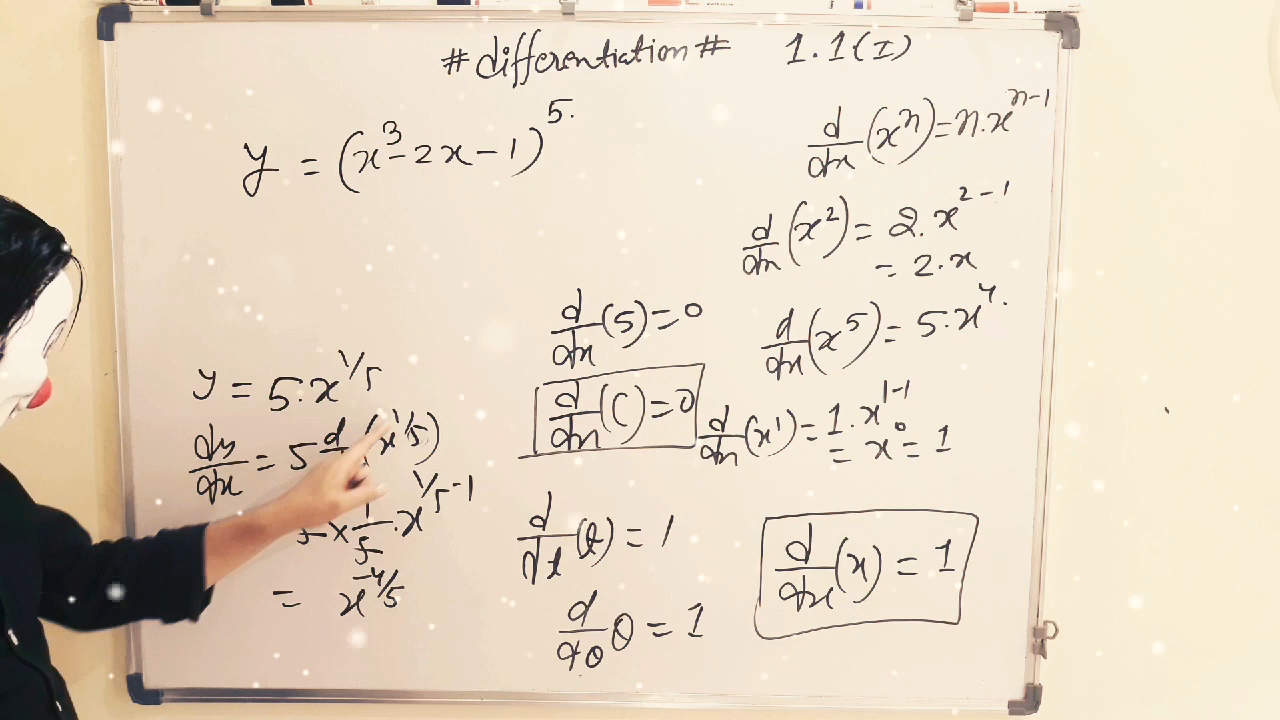 #differentiation# 1.1(I)
y = (x³-2x-1)⁵.
d/dx (xⁿ)=n.xⁿ⁻¹
d/dx (x²) = 2.x²⁻¹
= 2.x
d/dx (5)=0
d/dx (x⁵)= 5.x⁴.
d/dx (C)=0
d/dx (x¹)= 1.x¹⁻¹
= x⁰ = 1
y = 5.x^1/5
dy/dx = 5 (x^1/5)
5 × 1/5 . x^1/5-1
= x^-4/5
d/dt (t) = 1
d/dx (x) = 1
d/dθ θ = 1